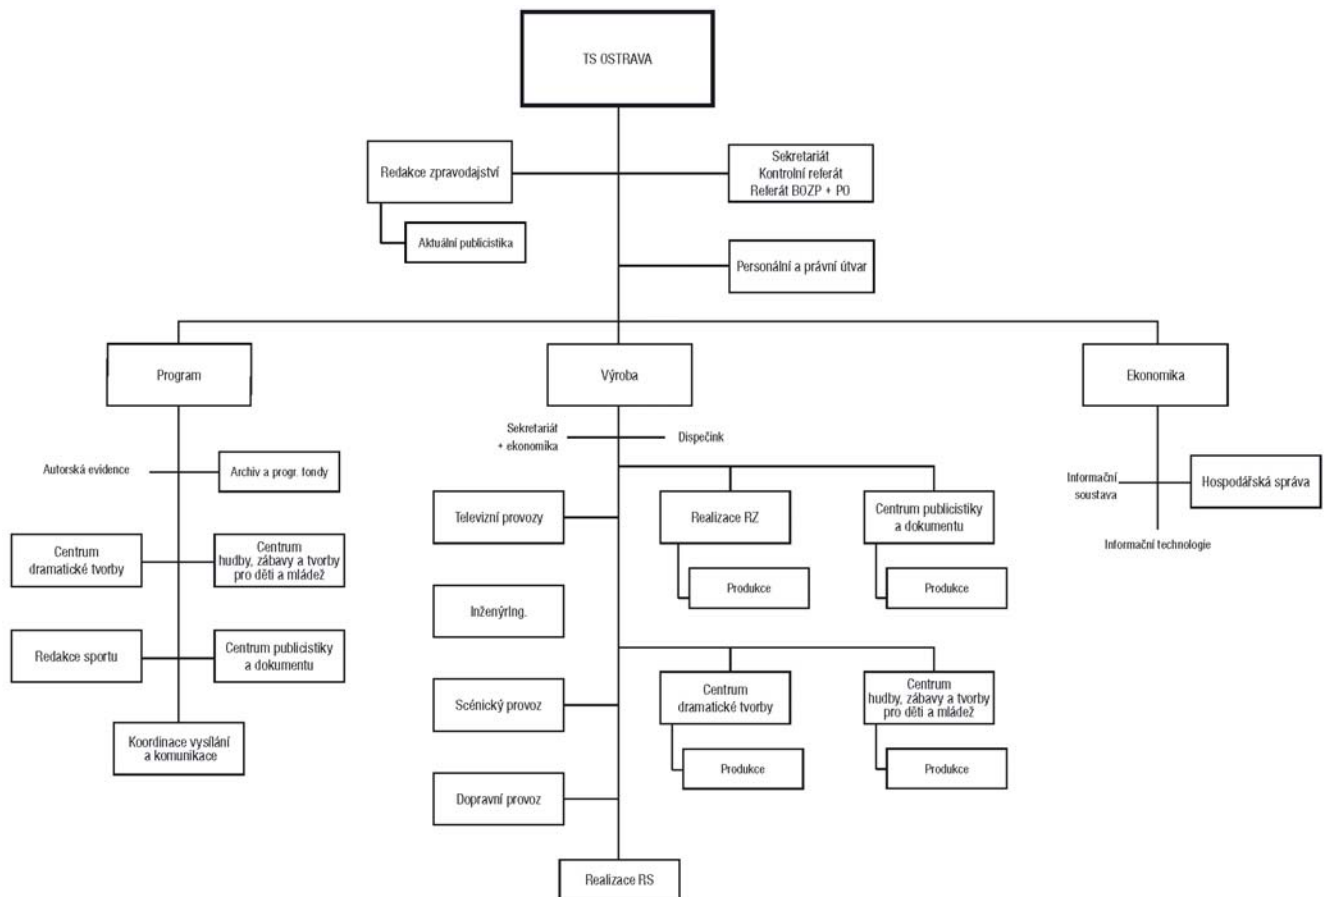 TS OSTRAVA
Redakce zpravodajství
Sekretariát
Kontrolní referát
Referát BOZP + PO
Aktuální publicistika
Personální a právní útvar
Program
Výroba
Ekonomika
Autorská evidence
Archiv a progr. fondy
Centrum
dramatické tvorby
Centrum
hudby, zábavy a tvorby
pro děti a mládež
Redakce sportu
Centrum publicistiky
a dokumentu
Koordinace vysílání
a komunikace
Sekretariát
+ ekonomika
Dispečink
Televizní provozy
Realizace RZ
Centrum publicistiky
a dokumentu
Produkce
Produkce
Inženýring.
Scénický provoz
Centrum
dramatické tvorby
Centrum
hudby, zábavy a tvorby
pro děti a mládež
Produkce
Produkce
Dopravní provoz
Realizace RS
Informační
soustava
Hospodářská správa
Informační technologie